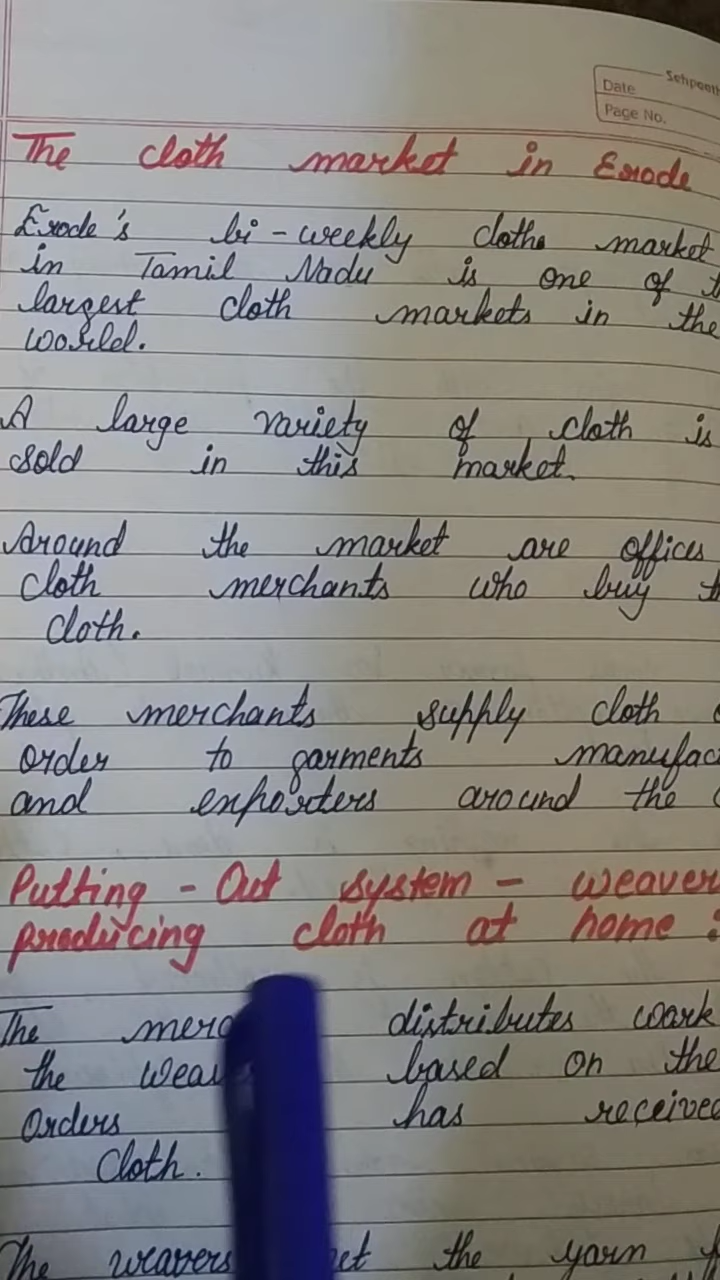 Date
Page No.
The cloth market in Erode
Erode's bi-weekly cloths market
in Tamil Nadu is one of
largest cloth markets in the
world.
A large variety of cloth is
sold in this market.
Around the market are offices
cloth merchants who buy
cloth.
These merchants supply cloth
order to garments
and exporters around the
Putting-Out system - weaver
producing cloth at home:
The distributes work
the based on the
orders has
cloth.
The weavers the yarn